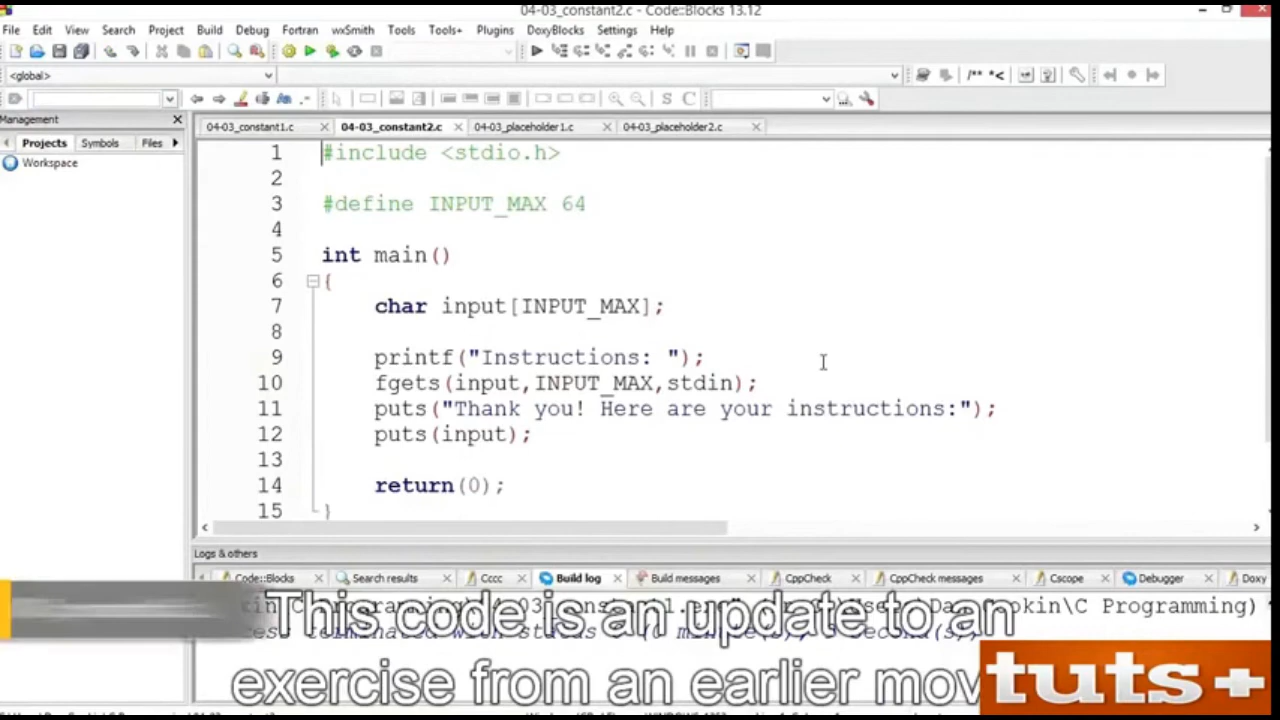 04-03_constant2.c - Code::Blocks 13.12
File Edit View Search Project Build Debug Fortran wxSmith Tools Tools+ Plugins DoxyBlocks Settings Help
<global>
/** *<
S C
Management
04-03_constant1.c 04-03_constant2.c 04-03_placeholder1.c 04-03_placeholder2.c
Projects Symbols Files
Workspace
1 #include <stdio.h>
2
3 #define INPUT_MAX 64
4
5 int main()
6 {
7 char input[INPUT_MAX];
8
9 printf("Instructions: ");
10 fgets(input,INPUT_MAX,stdin);
11 puts("Thank you! Here are your instructions:");
12 puts(input);
13
14 return(0);
15 }
Logs & others
Code::Blocks Search results Cccc Build log Build messages CppCheck CppCheck messages Cscope Debugger Doxy
C Programming)
This code is an update to an
exercise from an earlier mov
tuts+